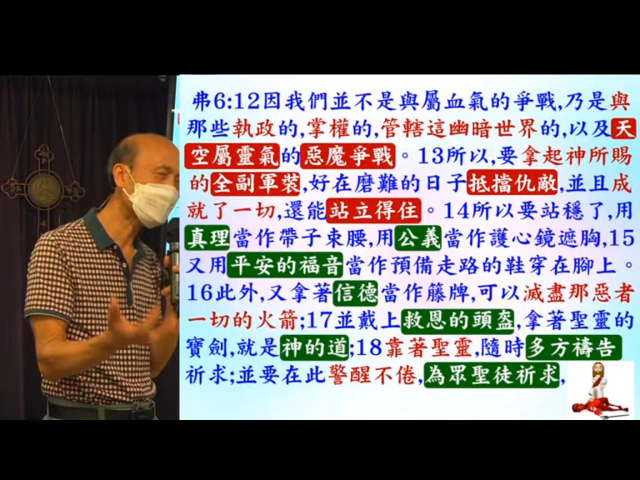 弗6:12因我們並不是與屬血氣的爭戰,乃是與
那些執政的,掌權的,管轄這幽暗世界的,以及天
空屬靈氣的惡魔爭戰。13所以,要拿起神所賜
的全副軍裝,好在磨難的日子抵擋仇敵,並且成
就了一切,還能站立得住。14所以要站穩了,用
真理當作帶子束腰,用公義當作護心鏡遮胸,15
又用平安的福音當作預備走路的鞋穿在腳上。
16此外,又拿著信德當作籐牌,可以滅盡那惡者
一切的火箭;17並戴上救恩的頭盔,拿著聖靈的
寶劍,就是神的道;18靠著聖靈,隨時多方禱告
祈求;並要在此警醒不倦,為眾聖徒祈求,